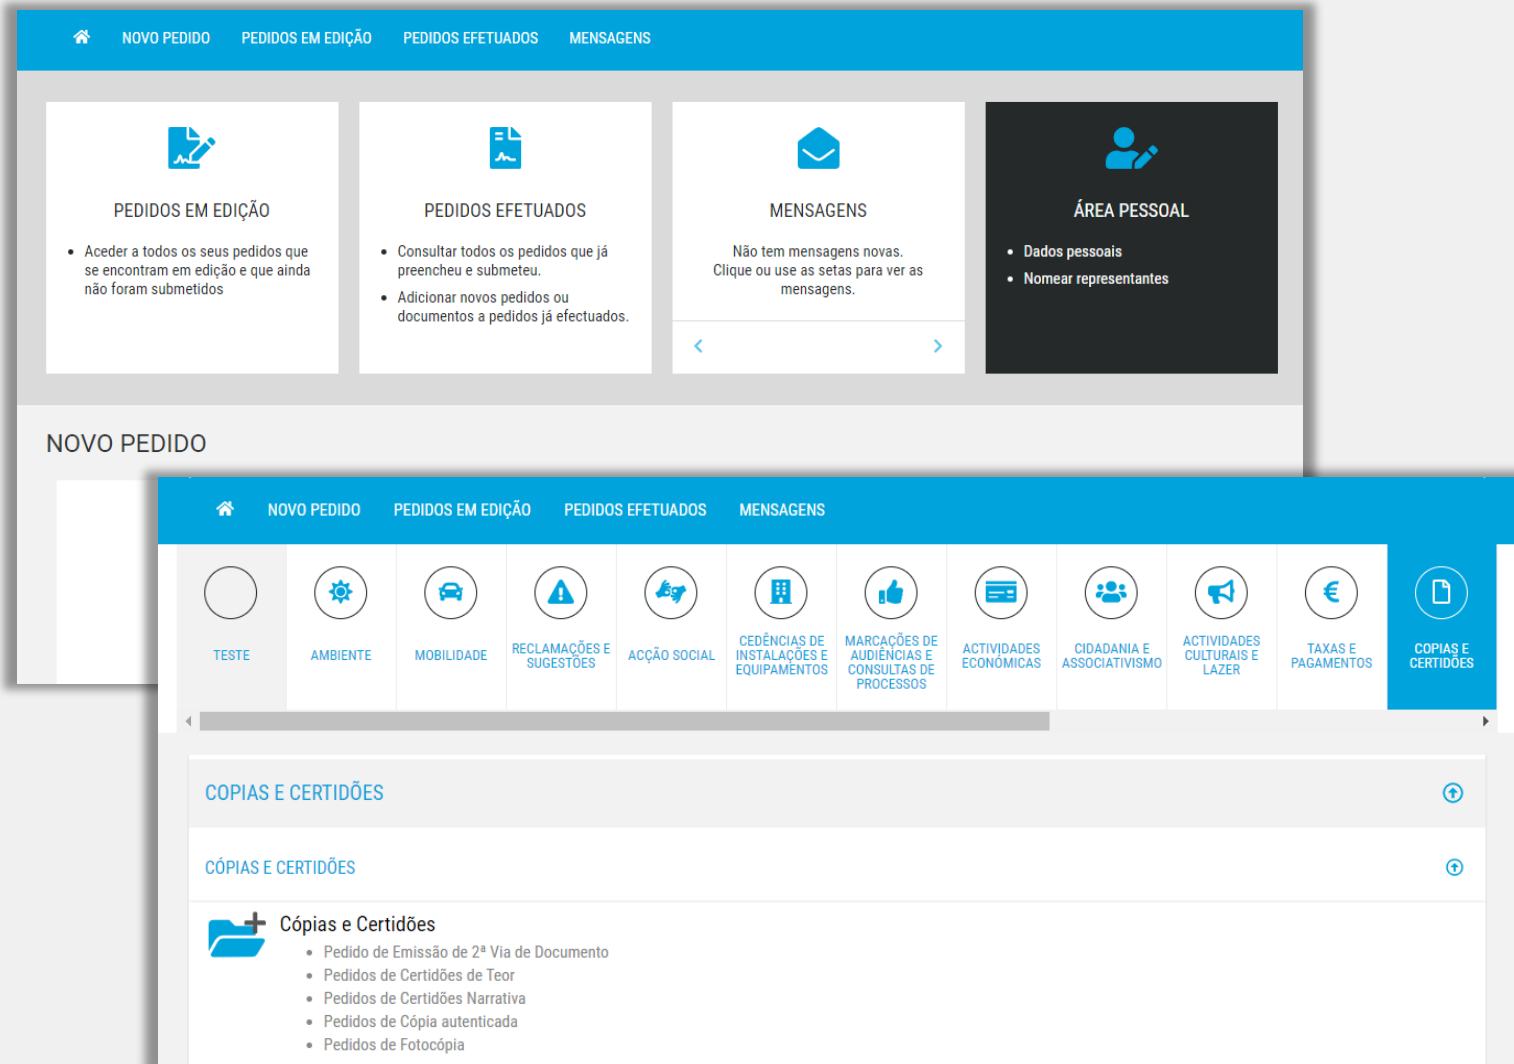 NOVO PEDIDO PEDIDOS EM EDIÇÃO PEDIDOS EFETUADOS MENSAGENS
PEDIDOS EM EDIÇÃO
Aceder a todos os seus pedidos que
se encontram em edição e que ainda
não foram submetidos
PEDIDOS EFETUADOS
Consultar todos os pedidos que já
preencheu e submeteu.
Adicionar novos pedidos ou
documentos a pedidos já efectuados.
MENSAGENS
Não tem mensagens novas.
Clique ou use as setas para ver as
mensagens.
ÁREA PESSOAL
Dados pessoais
Nomear representantes
NOVO PEDIDO
NOVO PEDIDO PEDIDOS EM EDIÇÃO PEDIDOS EFETUADOS MENSAGENS
TESTE
AMBIENTE
MOBILIDADE
RECLAMAÇÕES E
SUGESTÕES
ACÇÃO SOCIAL
CEDÊNCIAS DE
INSTALAÇÕES E
EQUIPAMENTOS
MARCAÇÕES DE
AUDIÊNCIAS E
CONSULTAS DE
PROCESSOS
ACTIVIDADES
ECONÓMICAS
CIDADANIA E
ASSOCIATIVISMO
ACTIVIDADES
CULTURAIS E
LAZER
TAXAS E
PAGAMENTOS
COPIAS E
CERTIDÕES
COPIAS E CERTIDÕES
CÓPIAS E CERTIDÕES
Cópias e Certidões
Pedido de Emissão de 2ª Via de Documento
Pedidos de Certidões de Teor
Pedidos de Certidões Narrativa
Pedidos de Cópia autenticada
Pedidos de Fotocópia